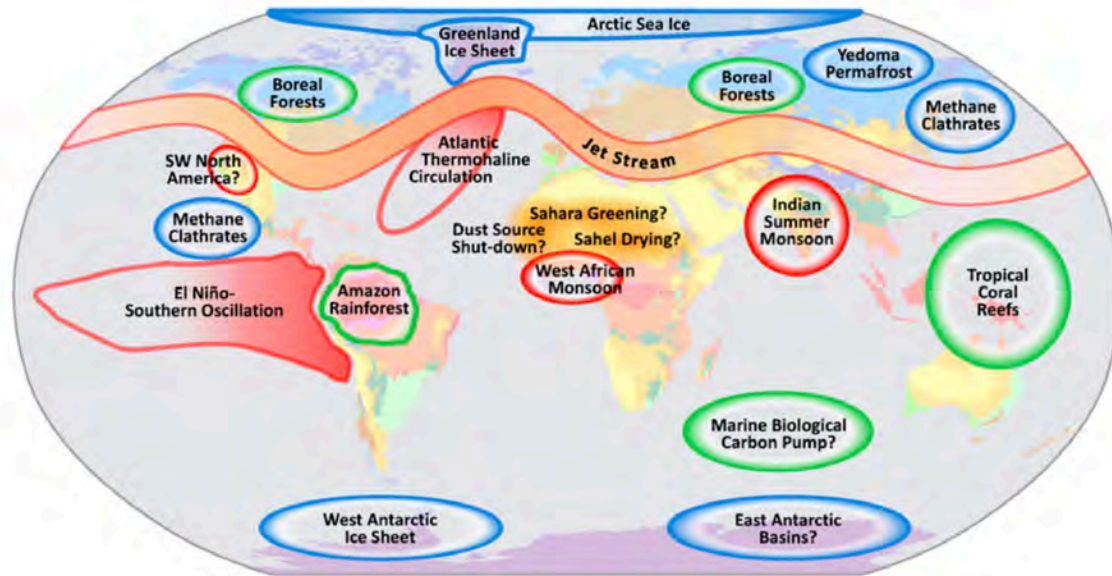 Arctic Sea Ice
Greenland
Ice Sheet
Yedoma
Permafrost
Boreal
Forests
Boreal
Forests
Methane
Clathrates
Atlantic
Thermohaline
Circulation
Jet Stream
SW North
America?
Methane
Clathrates
Sahara Greening?
Dust Source
Shut-down?
Sahel Drying?
Indian
Summer
Monsoon
West African
Monsoon
El Niño-
Southern Oscillation
Amazon
Rainforest
Tropical
Coral
Reefs
Marine Biological
Carbon Pump?
West Antarctic
Ice Sheet
East Antarctic
Basins?